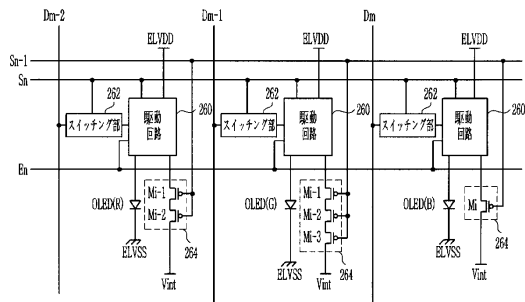 Dm-2 Dm-1 Dm
ELVDD ELVDD ELVDD
Sn-1
Sn
262 262 262
スイッチング部 駆動回路 260 スイッチング部 駆動回路 260 スイッチング部 駆動回路 260
En
OLED(R) Mi-1 OLED(G) Mi-1 OLED(B) Mi
Mi-2 Mi-2
Mi-3
264 264 264
ELVSS ELVSS ELVSS
Vint Vint Vint